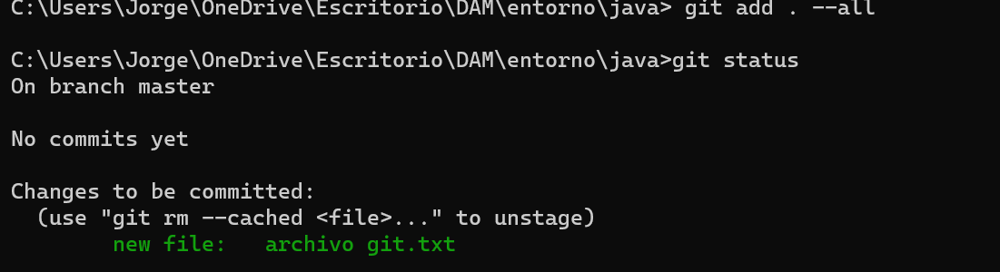 C:\Users\Jorge\OneDrive\Escritorio\DAM\entorno\java> git add . --all
C:\Users\Jorge\OneDrive\Escritorio\DAM\entorno\java>git status
On branch master
No commits yet
Changes to be committed:
  (use "git rm --cached <file>..." to unstage)
        new file:   archivo git.txt